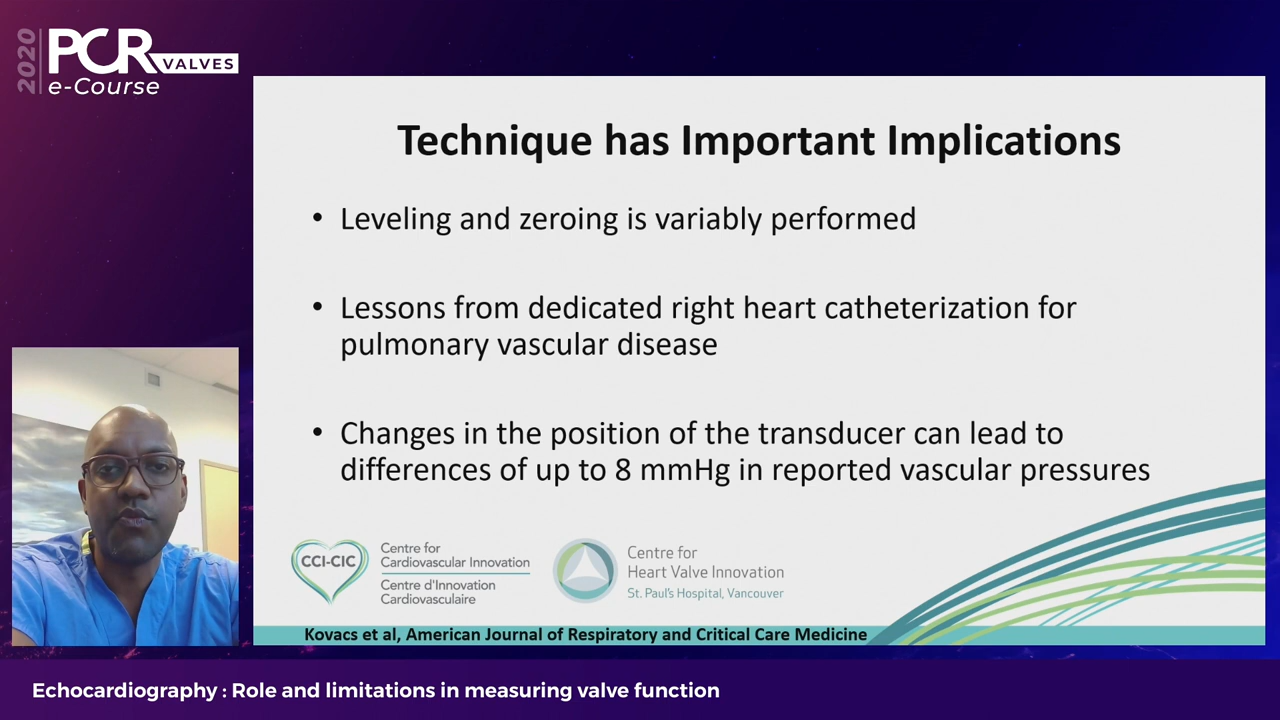 2020
PCR
VALVES
e-Course
Technique has Important Implications
• Leveling and zeroing is variably performed
• Lessons from dedicated right heart catheterization for
pulmonary vascular disease
• Changes in the position of the transducer can lead to
differences of up to 8 mmHg in reported vascular pressures
CCI-CIC
Centre for
Cardiovascular Innovation
Centre d'Innovation
Cardiovasculaire
Centre for
Heart Valve Innovation
St. Paul's Hospital, Vancouver
Kovacs et al, American Journal of Respiratory and Critical Care Medicine
Echocardiography : Role and limitations in measuring valve function